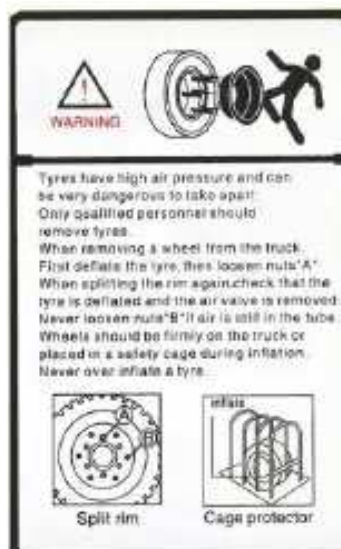 WARNING
Tyres have high air pressure and can
be very dangerous to take apart!
Only qualified personnel should
remove tyres.
When removing a wheel from the truck.
First deflate the tyre, then loosen nuts"A".
When splitting the rim again.check that the
tyre is deflated and the air valve is removed.
Never loosen nuts"B"if air is still in the tube.
Wheels should be firmly on the truck or
placed in a safety cage during inflation.
Never over inflate a tyre.
A
B
inflate
Split rim
Cage protector